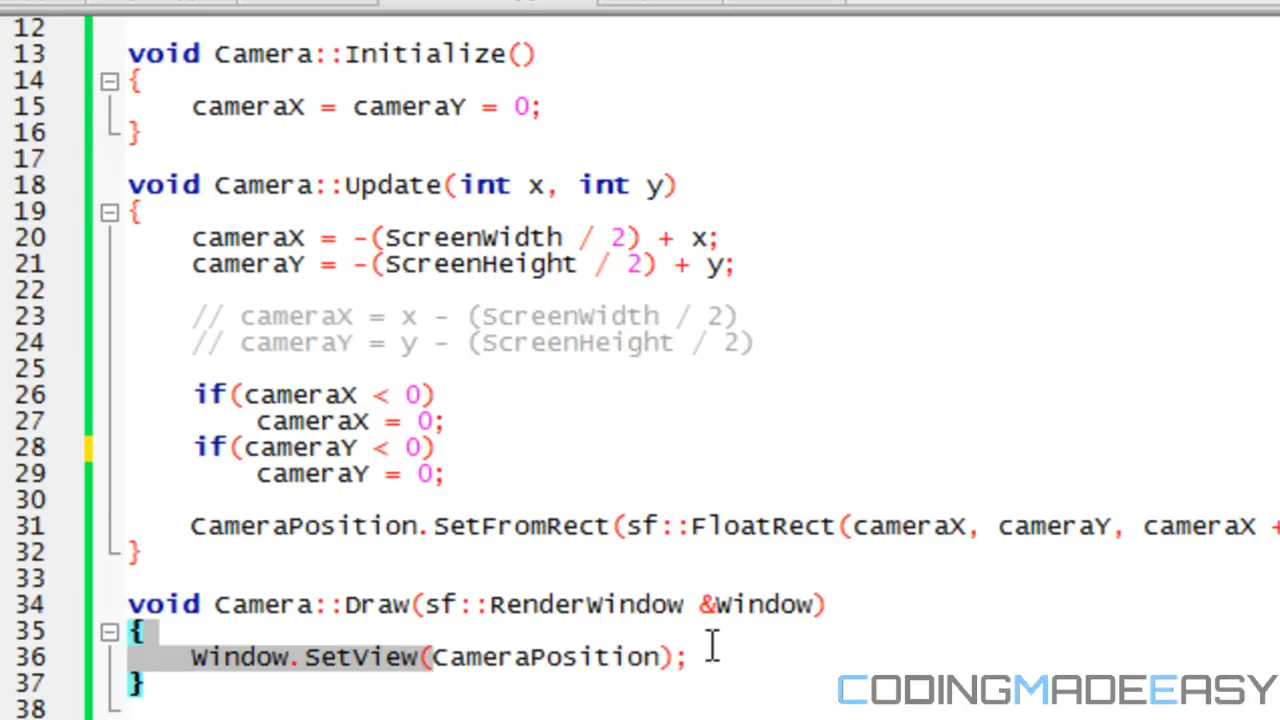 12
13 void Camera::Initialize()
14 {
15 cameraX = cameraY = 0;
16 }
17
18 void Camera::Update(int x, int y)
19 {
20 cameraX = -(ScreenWidth / 2) + x;
21 cameraY = -(ScreenHeight / 2) + y;
22
23 // cameraX = x - (ScreenWidth / 2)
24 // cameraY = y - (ScreenHeight / 2)
25
26 if(cameraX < 0)
27 cameraX = 0;
28 if(cameraY < 0)
29 cameraY = 0;
30
31 CameraPosition.SetFromRect(sf::FloatRect(cameraX, cameraY, cameraX +
32 }
33
34 void Camera::Draw(sf::RenderWindow &Window)
35 {
36 Window.SetView(CameraPosition);
37 }
38
CODINGMADEEASY